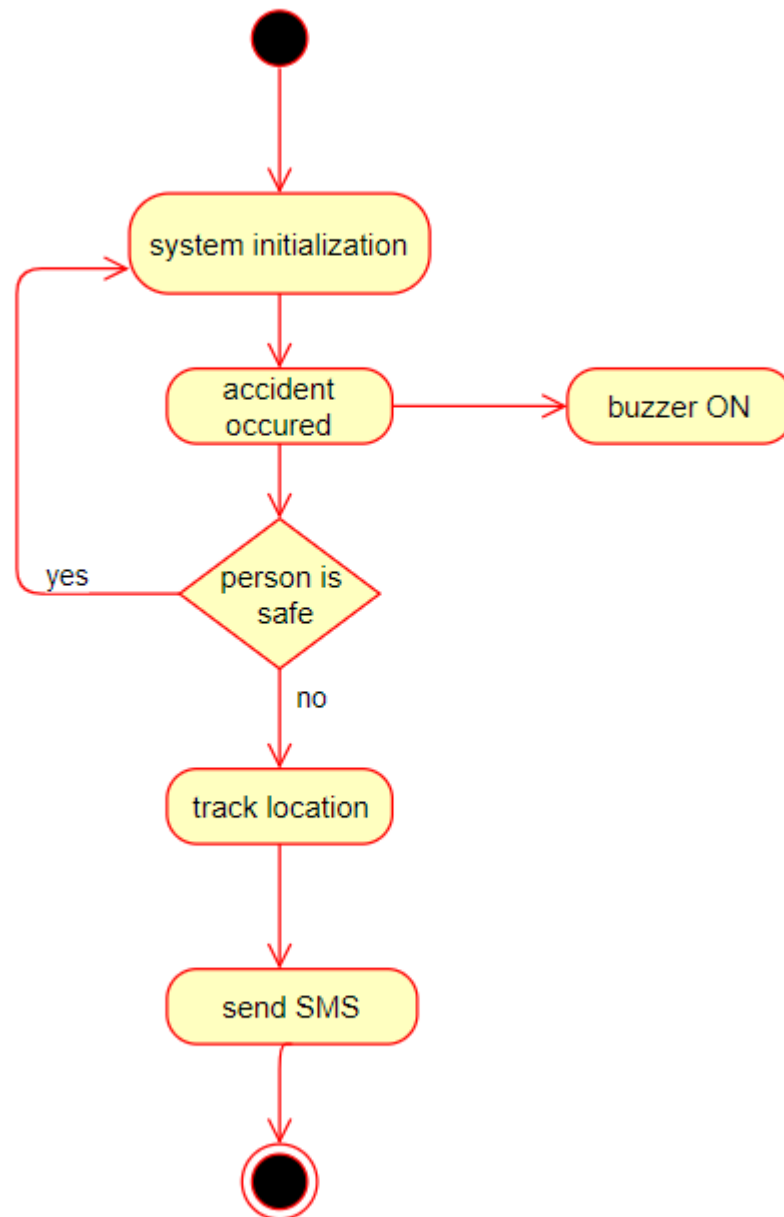 system initialization
accident
occured
buzzer ON
person is
safe
yes
no
track location
send SMS